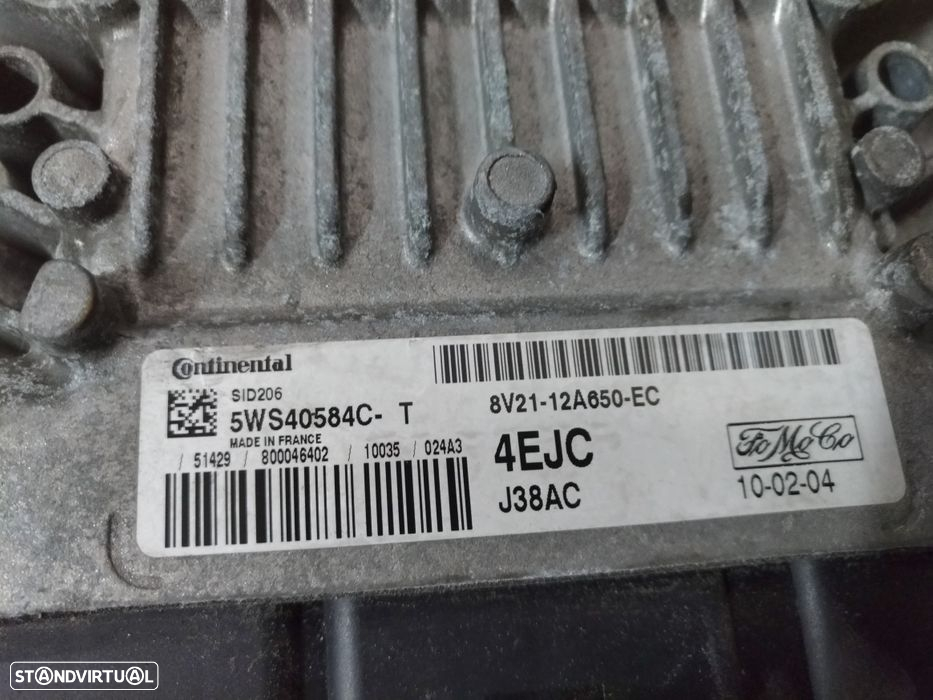 Continental
SID206
5WS40584C- T
MADE IN FRANCE
/ 51429 / 800046402 / 10035 / 024A3
8V21-12A650-EC
4EJC
J38AC
FoMoCo
10-02-04
STANDVIRTUAL